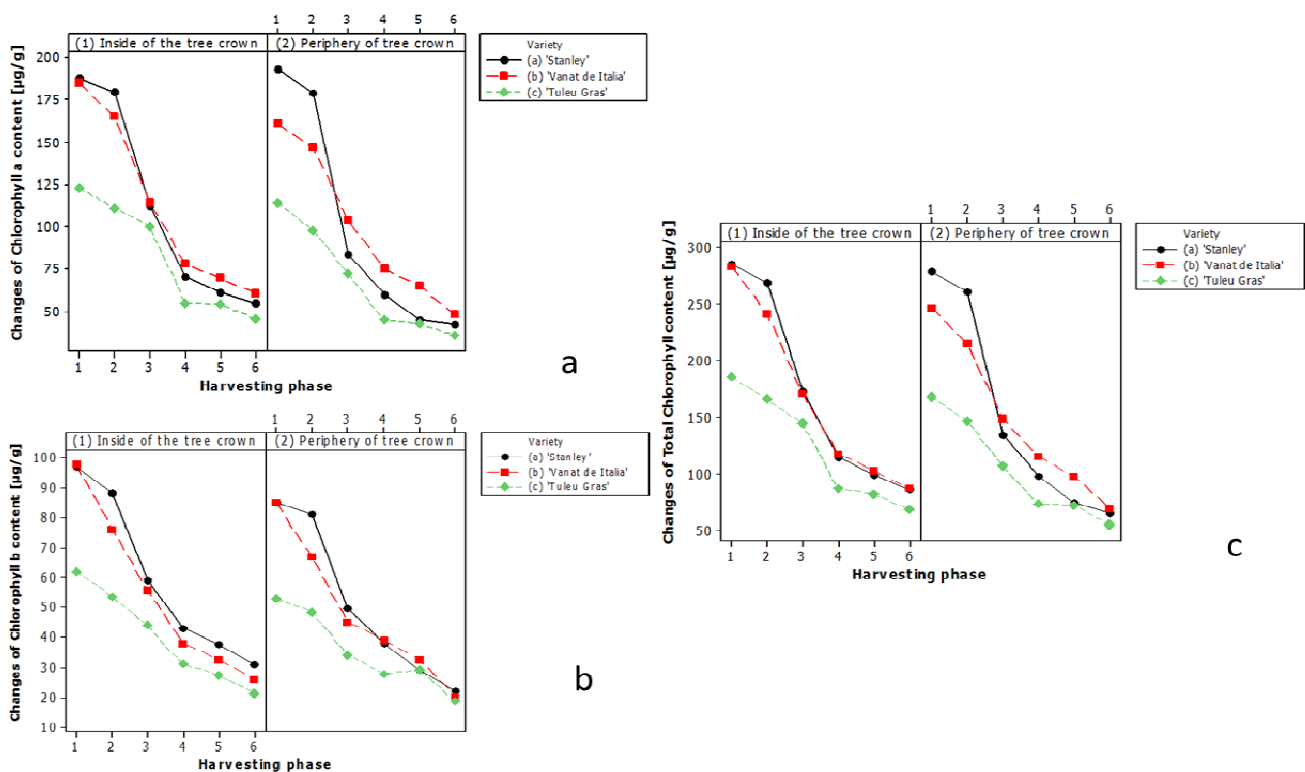 1 2 3 4 5 6
(1) Inside of the tree crown (2) Periphery of tree crown
Changes of Chlorophyll a content [µg/g]
200
175
150
125
100
75
50
1 2 3 4 5 6
Harvesting phase
Variety
(a) 'Stanley"
(b) 'Vanat de Italia'
(c) 'Tuleu Gras'
a
1 2 3 4 5 6
(1) Inside of the tree crown (2) Periphery of tree crown
Changes of Chlorophyll b content [µg/g]
100
90
80
70
60
50
40
30
20
10
1 2 3 4 5 6
Harvesting phase
Variety
(a) 'Stanley '
(b) 'Vanat de Italia'
(c) 'Tuleu Gras'
b
1 2 3 4 5 6
(1) Inside of the tree crown (2) Periphery of tree crown
Changes of Total Chlorophyll content [µg/g]
300
250
200
150
100
50
1 2 3 4 5 6
Harvesting phase
Variety
(a) 'Stanley'
(b) 'Vanat de Italia'
(c) 'Tuleu Gras'
c